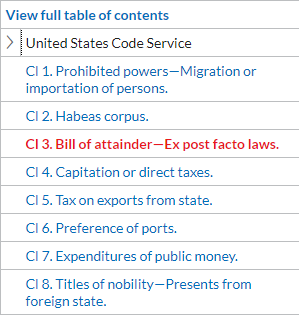 View full table of contents
United States Code Service
Cl 1. Prohibited powers—Migration or
importation of persons.
Cl 2. Habeas corpus.
Cl 3. Bill of attainder—Ex post facto laws.
Cl 4. Capitation or direct taxes.
Cl 5. Tax on exports from state.
Cl 6. Preference of ports.
Cl 7. Expenditures of public money.
Cl 8. Titles of nobility—Presents from
foreign state.